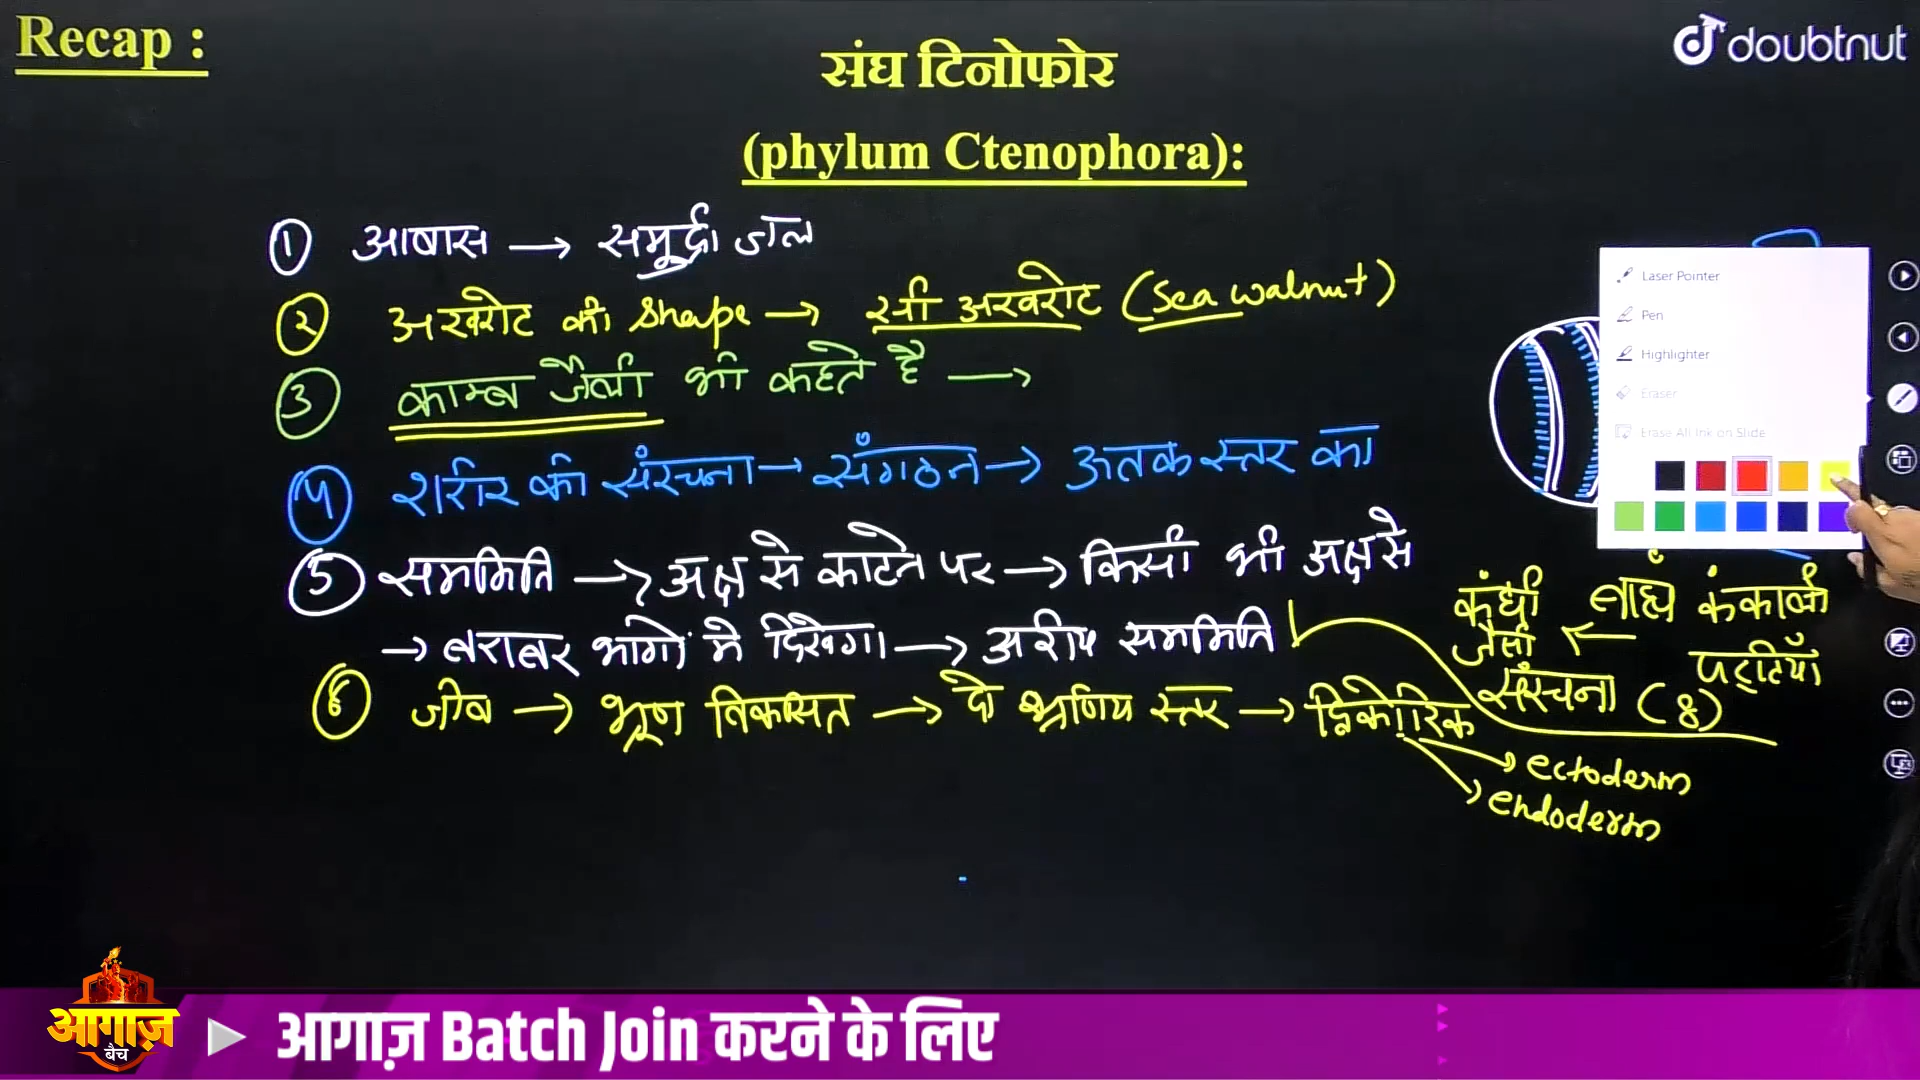 Recap :
doubtnut
संघ टिनोफोर
(phylum Ctenophora):
① आवास → समुद्री जल
② अखरोट की shape → समुद्री अखरोट (Sea walnut)
③ काम्ब जैली भी कहते है →
④ शरीर की संरचना → संगठन → ऊतक स्तर का
⑤ सममिति → अक्ष से काटने पर → किसी भी अक्ष से
→ बराबर भागों मे दिखेगा → अरीय सममिति
⑥ जीव → भ्रूण विकसित → दो भ्रूणिय स्तर → द्विकोरिक
→ ectoderm
→ endoderm
Laser Pointer
Pen
Highlighter
Eraser
Erase All Ink on Slide
बाह्य कंकाली
पट्टियाँ
कंघी
जैसी ←
संरचना (8)
आगाज़
बैच
आगाज़ Batch Join करने के लिए